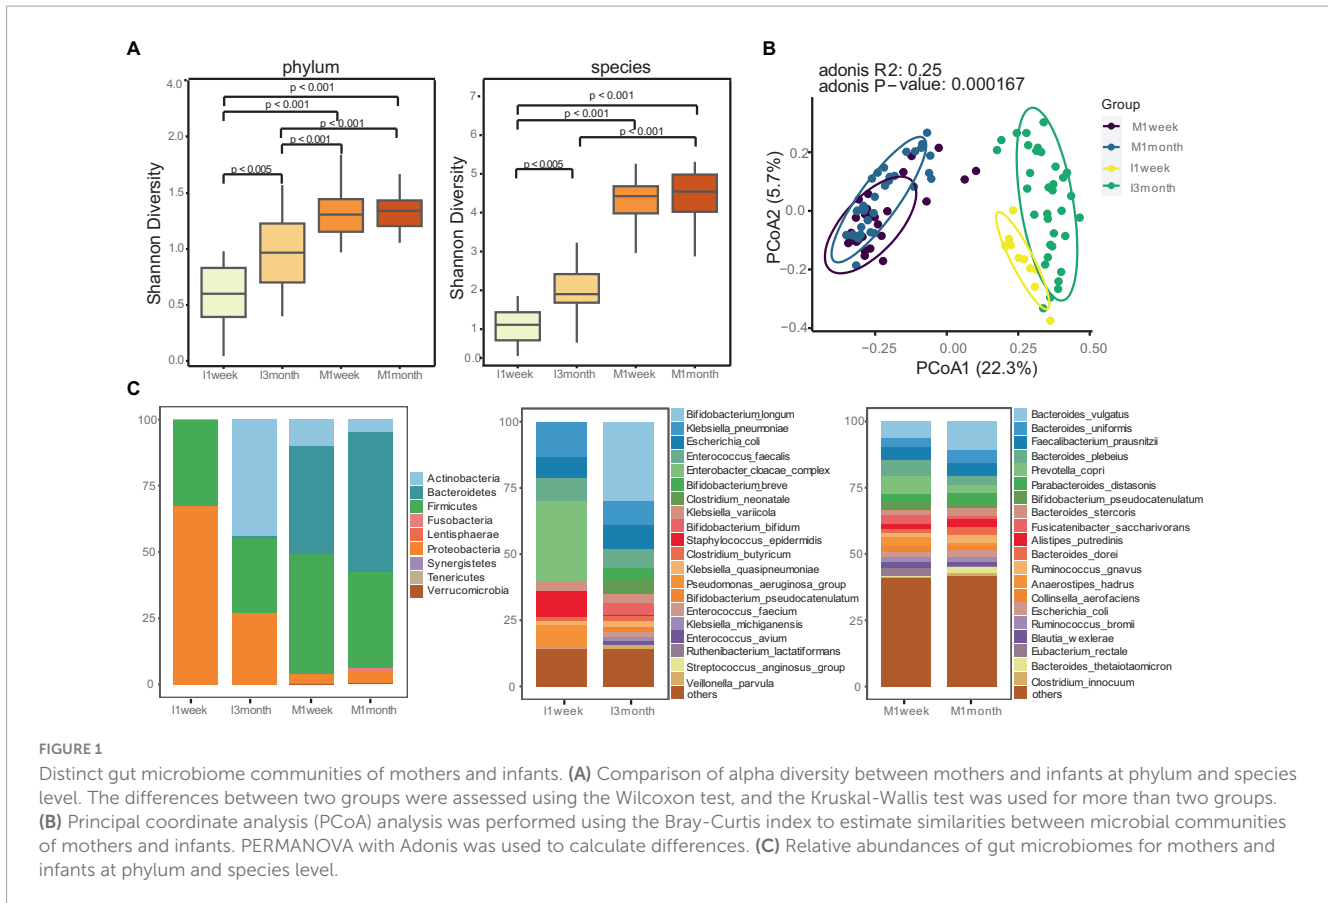 A
phylum
4.0
2.0
1.5
1.0
0.5
0.0
Shannon Diversity
p < 0.001
p < 0.001
p < 0.001
p < 0.001
p < 0.005
I1week
I3month
M1week
M1month
species
7
6
5
4
3
2
1
0.0
Shannon Diversity
p < 0.001
p < 0.001
p < 0.001
p < 0.005
I1week
I3month
M1week
M1month
B
adonis R2: 0.25
adonis P−value: 0.000167
PCoA2 (5.7%)
0.2
0.0
−0.2
−0.4
−0.25
0.00
0.25
0.50
PCoA1 (22.3%)
Group
M1week
M1month
I1week
I3month
C
100
75
50
25
0
I1week
I3month
M1week
M1month
Actinobacteria
Bacteroidetes
Firmicutes
Fusobacteria
Lentisphaerae
Proteobacteria
Synergistetes
Tenericutes
Verrucomicrobia
100
75
50
25
0
I1week
I3month
Bifidobacterium_longum
Klebsiella_pneumoniae
Escherichia_coli
Enterococcus_faecalis
Enterobacter_cloacae_complex
Bifidobacterium_breve
Clostridium_neonatale
Klebsiella_variicola
Bifidobacterium_bifidum
Staphylococcus_epidermidis
Clostridium_butyricum
Klebsiella_quasipneumoniae
Pseudomonas_aeruginosa_group
Bifidobacterium_pseudocatenulatum
Enterococcus_faecium
Klebsiella_michiganensis
Enterococcus_avium
Ruthenibacterium_lactatiformans
Streptococcus_anginosus_group
Veillonella_parvula
others
100
75
50
25
0
M1week
M1month
Bacteroides_vulgatus
Bacteroides_uniformis
Faecalibacterium_prausnitzii
Bacteroides_plebeius
Prevotella_copri
Parabacteroides_distasonis
Bifidobacterium_pseudocatenulatum
Bacteroides_stercoris
Fusicatenibacter_saccharivorans
Alistipes_putredinis
Bacteroides_dorei
Ruminococcus_gnavus
Anaerostipes_hadrus
Collinsella_aerofaciens
Escherichia_coli
Ruminococcus_bromii
Blautia_wexlerae
Eubacterium_rectale
Bacteroides_thetaiotaomicron
Clostridium_innocuum
others
FIGURE 1
Distinct gut microbiome communities of mothers and infants. (A) Comparison of alpha diversity between mothers and infants at phylum and species
level. The differences between two groups were assessed using the Wilcoxon test, and the Kruskal-Wallis test was used for more than two groups.
(B) Principal coordinate analysis (PCoA) analysis was performed using the Bray-Curtis index to estimate similarities between microbial communities
of mothers and infants. PERMANOVA with Adonis was used to calculate differences. (C) Relative abundances of gut microbiomes for mothers and
infants at phylum and species level.